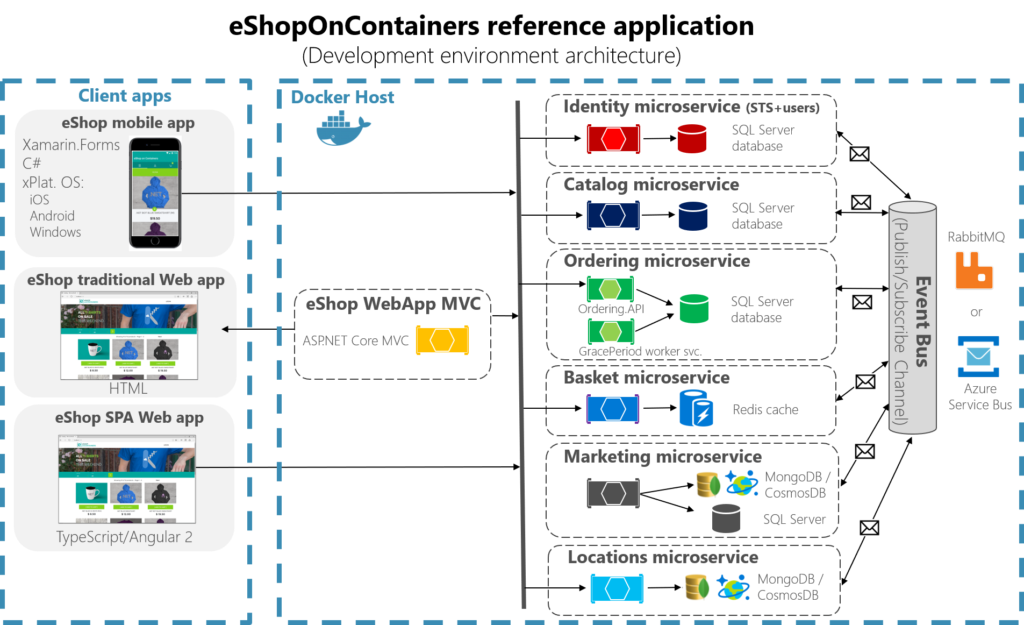 eShopOnContainers reference application
(Development environment architecture)
Client apps
eShop mobile app
Xamarin.Forms
C#
xPlat. OS:
iOS
Android
Windows
eShop traditional Web app
HTML
eShop SPA Web app
TypeScript/Angular 2
Docker Host
eShop WebApp MVC
ASP.NET Core MVC
Identity microservice (STS+users)
SQL Server
database
Catalog microservice
SQL Server
database
Ordering microservice
Ordering.API
GracePeriod worker svc.
SQL Server
database
Basket microservice
Redis cache
Marketing microservice
MongoDB /
CosmosDB
SQL Server
Locations microservice
MongoDB /
CosmosDB
Event Bus
(Publish/Subscribe Channel)
RabbitMQ
or
Azure
Service Bus